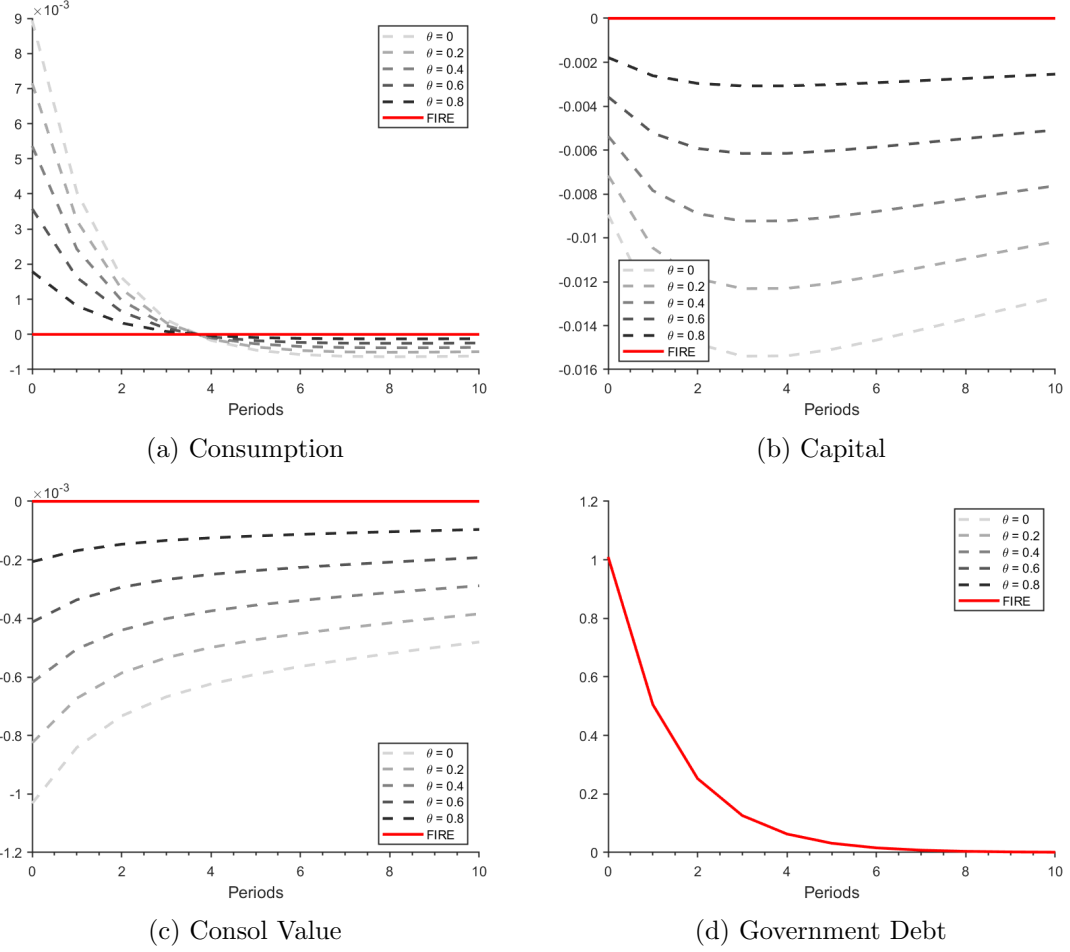 ×10⁻³
9
8
7
6
5
4
3
2
1
0
-1
0 2 4 6 8 10
Periods
θ = 0
θ = 0.2
θ = 0.4
θ = 0.6
θ = 0.8
FIRE
(a) Consumption
0
-0.002
-0.004
-0.006
-0.008
-0.01
-0.012
-0.014
-0.016
0 2 4 6 8 10
Periods
θ = 0
θ = 0.2
θ = 0.4
θ = 0.6
θ = 0.8
FIRE
(b) Capital
×10⁻³
0
-0.2
-0.4
-0.6
-0.8
-1
-1.2
0 2 4 6 8 10
Periods
θ = 0
θ = 0.2
θ = 0.4
θ = 0.6
θ = 0.8
FIRE
(c) Consol Value
1.2
1
0.8
0.6
0.4
0.2
0
0 2 4 6 8 10
Periods
θ = 0
θ = 0.2
θ = 0.4
θ = 0.6
θ = 0.8
FIRE
(d) Government Debt